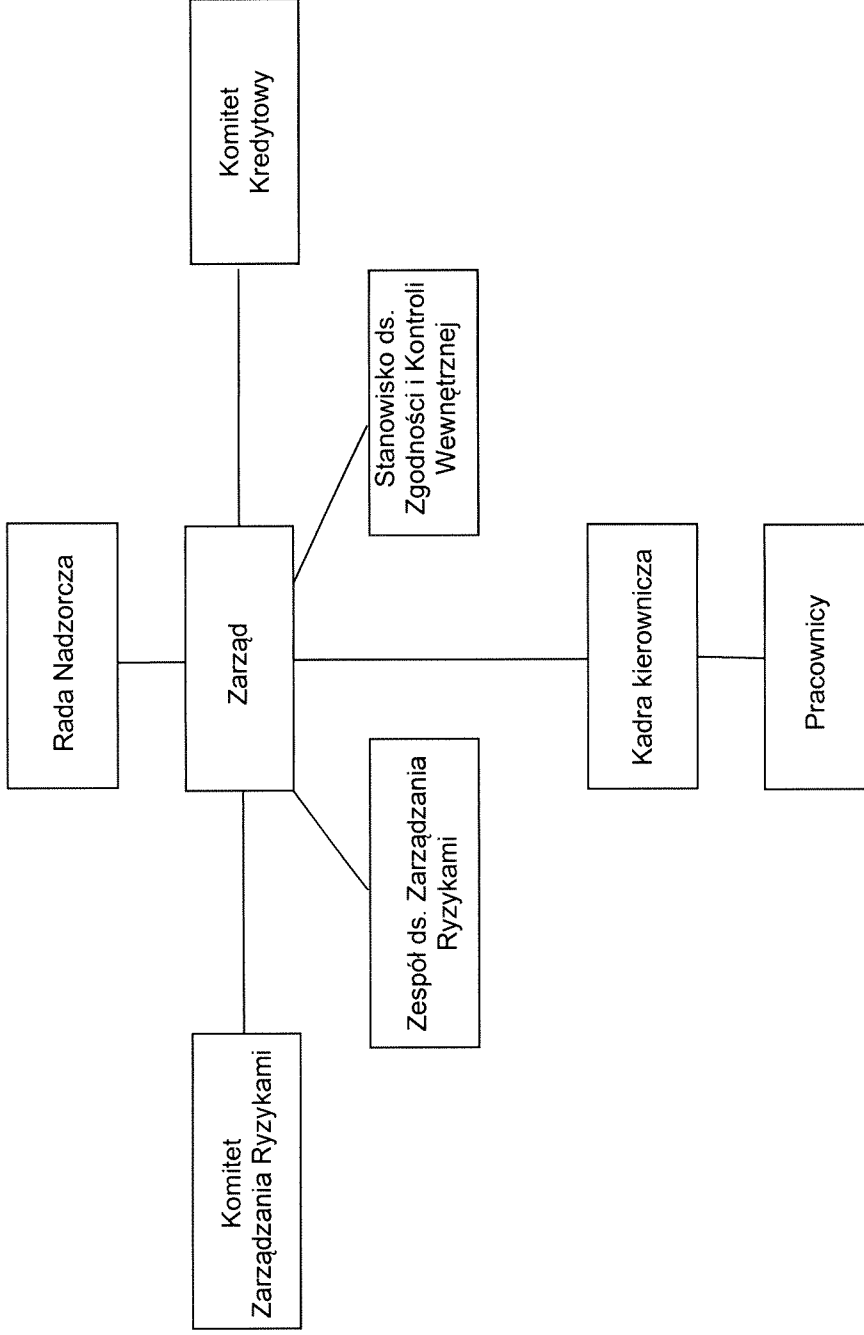 Rada Nadzorcza
Komitet
Zarządzania Ryzykami
Zarząd
Komitet
Kredytowy
Zespół ds. Zarządzania
Ryzykami
Stanowisko ds.
Zgodności i Kontroli
Wewnętrznej
Kadra kierownicza
Pracownicy